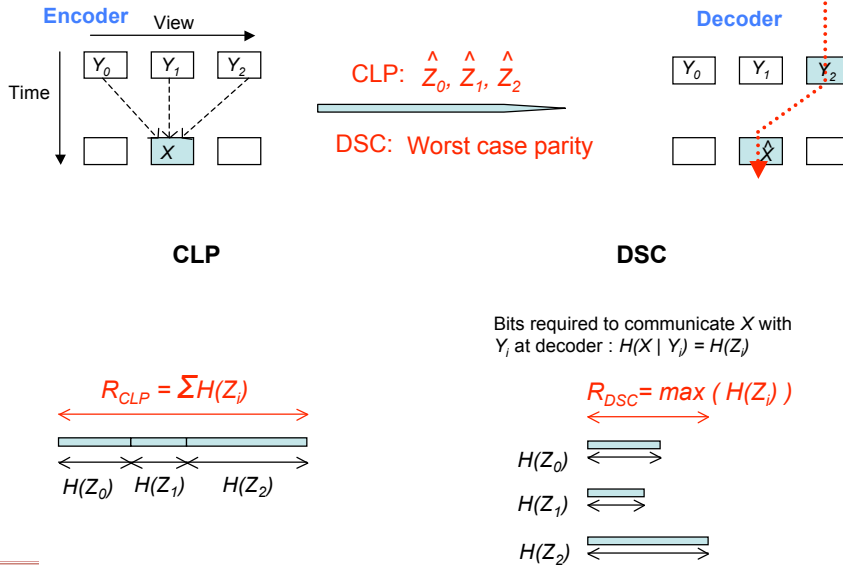 Encoder
View
Decoder
Time
Y₀ Y₁ Y₂
X
CLP: Ẑ₀, Ẑ₁, Ẑ₂
DSC: Worst case parity
Y₀ Y₁ Y₂
X̂
CLP
DSC
Bits required to communicate X with
Yᵢ at decoder : H(X | Yᵢ) = H(Zᵢ)
R_CLP = ΣH(Zᵢ)
H(Z₀) H(Z₁) H(Z₂)
R_DSC= max ( H(Zᵢ) )
H(Z₀)
H(Z₁)
H(Z₂)